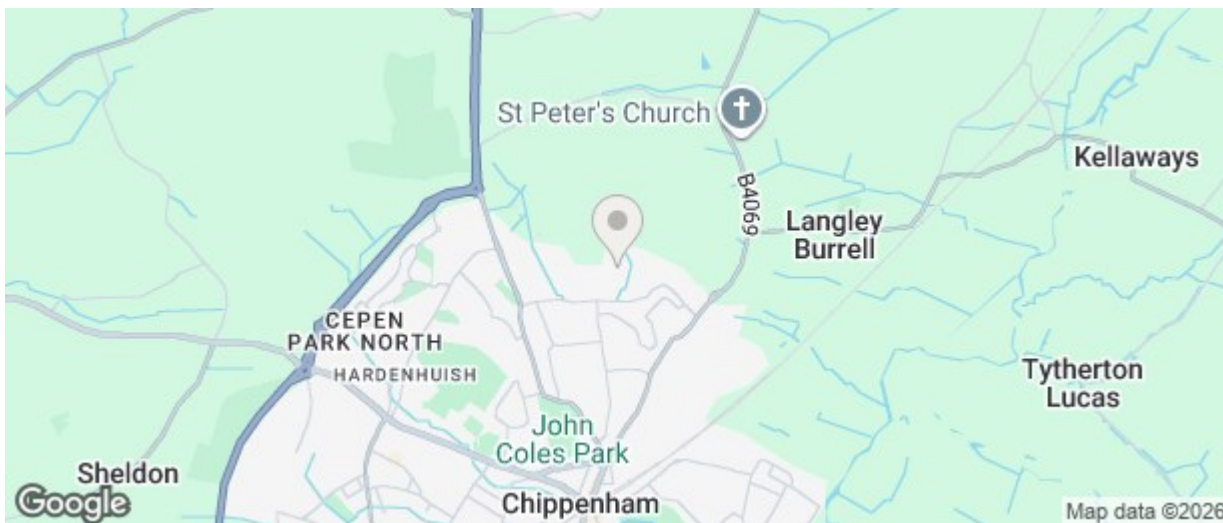 St Peter's Church
Kellaways
B4069
Langley
Burrell
CEPEN
PARK NORTH
HARDENHUISH
Tytherton
Lucas
John
Coles Park
Sheldon
Chippenham
Google
Map data ©2026